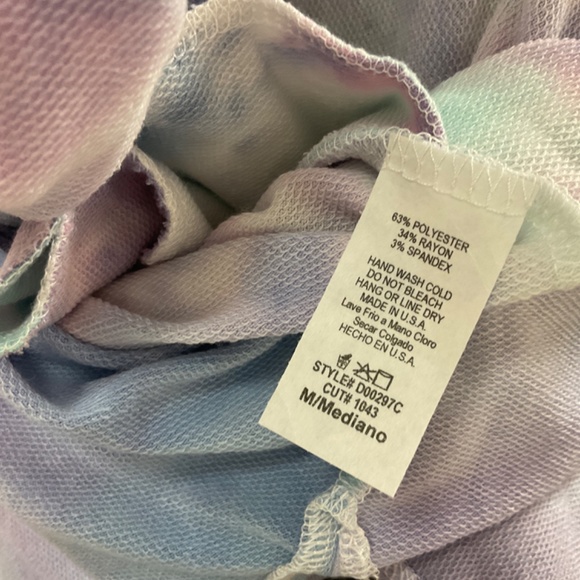 63% POLYESTER
34% RAYON
3% SPANDEX
HAND WASH COLD
DO NOT BLEACH
HANG OR LINE DRY
MADE IN U.S.A.
Lave Frio a Mano Cloro
Secar Colgado
HECHO EN U.S.A.
STYLE# D00297C
CUT# 1043
M/Mediano